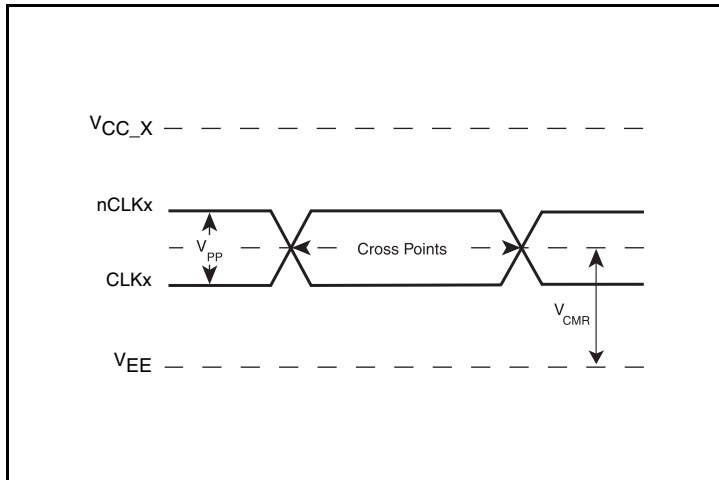 VCC_X
nCLKx
VPP
Cross Points
CLKx
VCMR
VEE